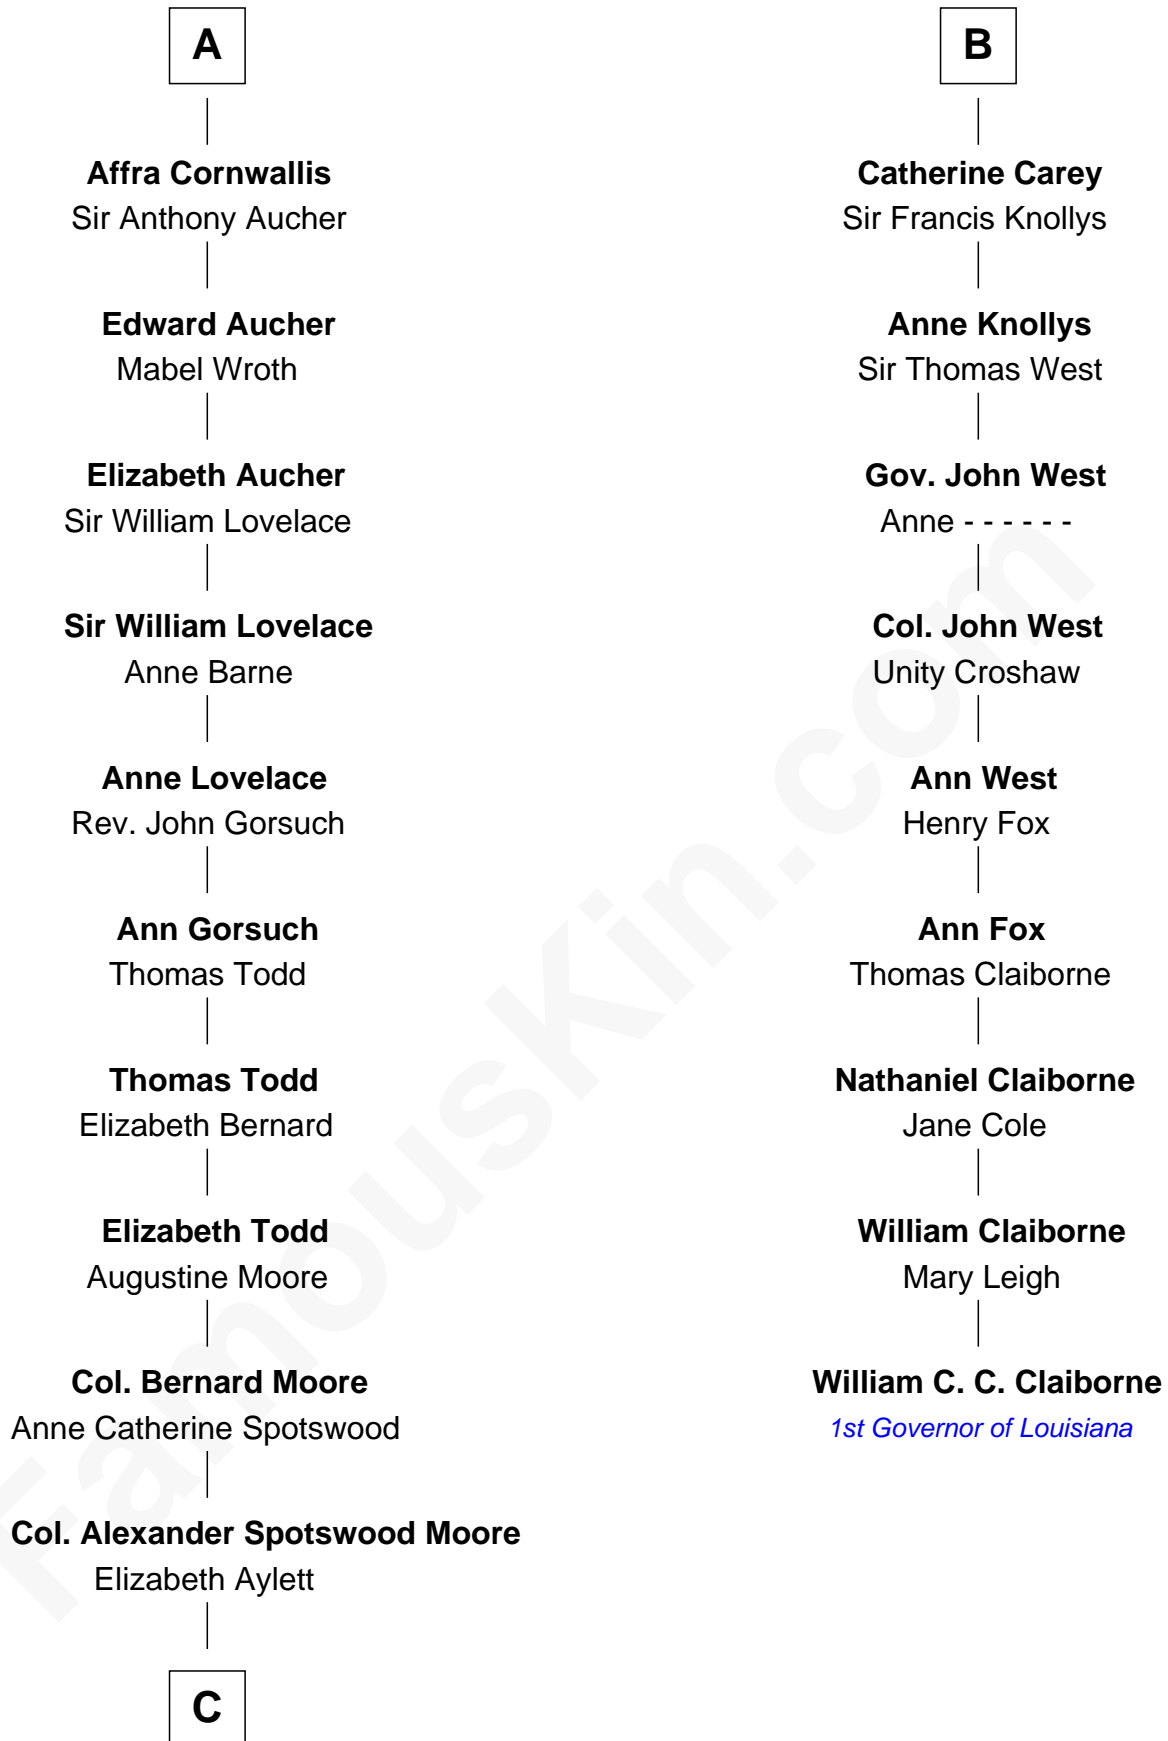 A
Affra Cornwallis
Sir Anthony Aucher
Edward Aucher
Mabel Wroth
Elizabeth Aucher
Sir William Lovelace
Sir William Lovelace
Anne Barne
Anne Lovelace
Rev. John Gorsuch
Ann Gorsuch
Thomas Todd
Thomas Todd
Elizabeth Bernard
Elizabeth Todd
Augustine Moore
Col. Bernard Moore
Anne Catherine Spotswood
Col. Alexander Spotswood Moore
Elizabeth Aylett
C
B
Catherine Carey
Sir Francis Knollys
Anne Knollys
Sir Thomas West
Gov. John West
Anne - - - - - -
Col. John West
Unity Croshaw
Ann West
Henry Fox
Ann Fox
Thomas Claiborne
Nathaniel Claiborne
Jane Cole
William Claiborne
Mary Leigh
William C. C. Claiborne
1st Governor of Louisiana
FamousKin.com